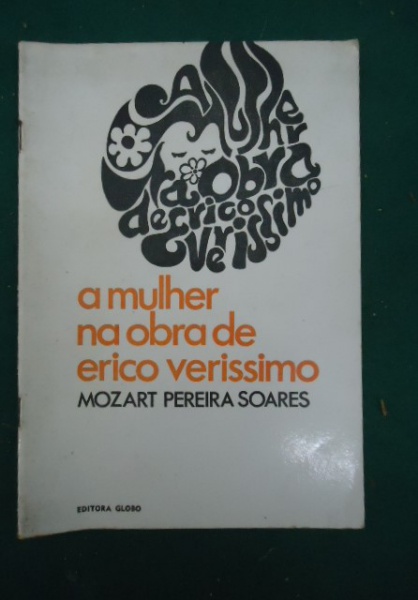 A Mulher
na obra
de Erico
Verissimo
a mulher
na obra de
erico verissimo
MOZART PEREIRA SOARES
EDITORA GLOBO